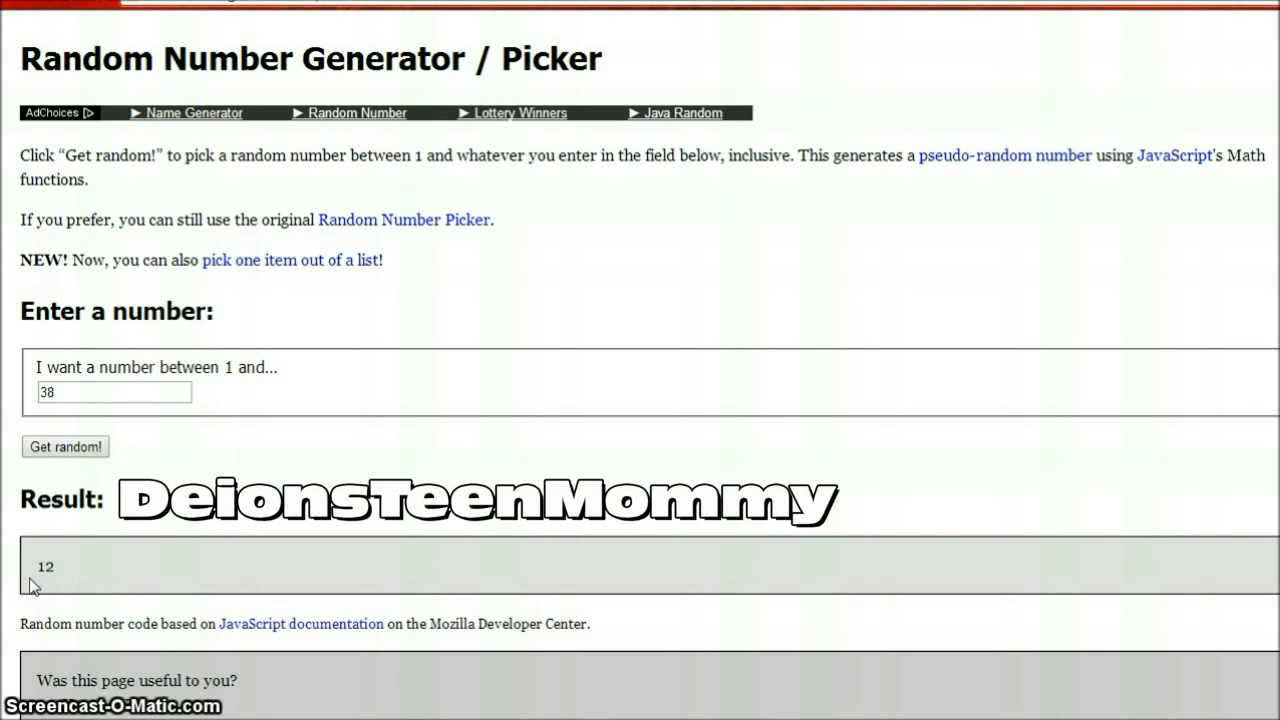 Random Number Generator / Picker
AdChoices ▶ Name Generator ▶ Random Number ▶ Lottery Winners ▶ Java Random
Click “Get random!” to pick a random number between 1 and whatever you enter in the field below, inclusive. This generates a pseudo-random number using JavaScript's Math
functions.
If you prefer, you can still use the original Random Number Picker.
NEW! Now, you can also pick one item out of a list!
Enter a number:
I want a number between 1 and...
38
Get random!
Result: DeionsTeenMommy
12
Random number code based on JavaScript documentation on the Mozilla Developer Center.
Was this page useful to you?
Screencast-O-Matic.com